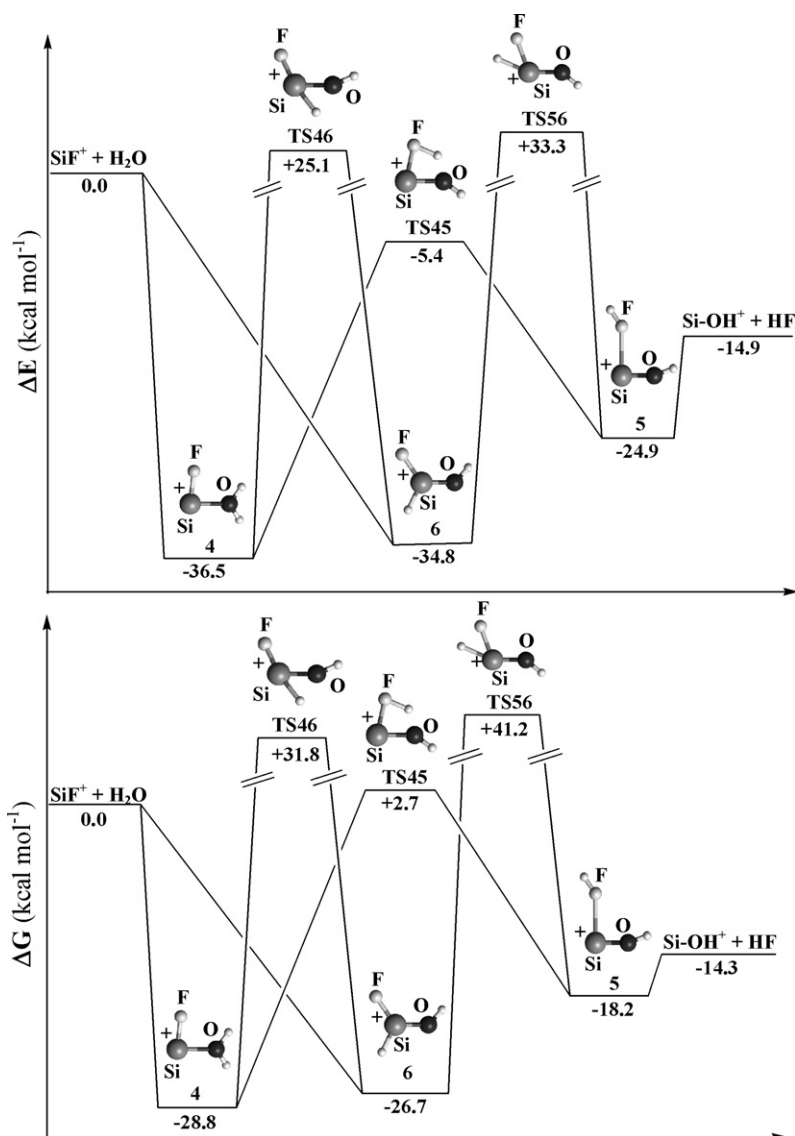 F
+
Si
O
TS46
+25.1
F
O
+
Si
TS56
+33.3
F
+
O
Si
TS45
-5.4
SiF⁺ + H₂O
0.0
ΔE (kcal mol⁻¹)
F
+
O
Si
5
-24.9
Si-OH⁺ + HF
-14.9
F
+
O
Si
4
-36.5
F
+
O
Si
6
-34.8
F
+
Si
O
TS46
+31.8
F
O
+
Si
TS56
+41.2
F
+
O
Si
TS45
+2.7
SiF⁺ + H₂O
0.0
ΔG (kcal mol⁻¹)
F
+
O
Si
5
-18.2
Si-OH⁺ + HF
-14.3
F
+
O
Si
4
-28.8
F
+
O
Si
6
-26.7